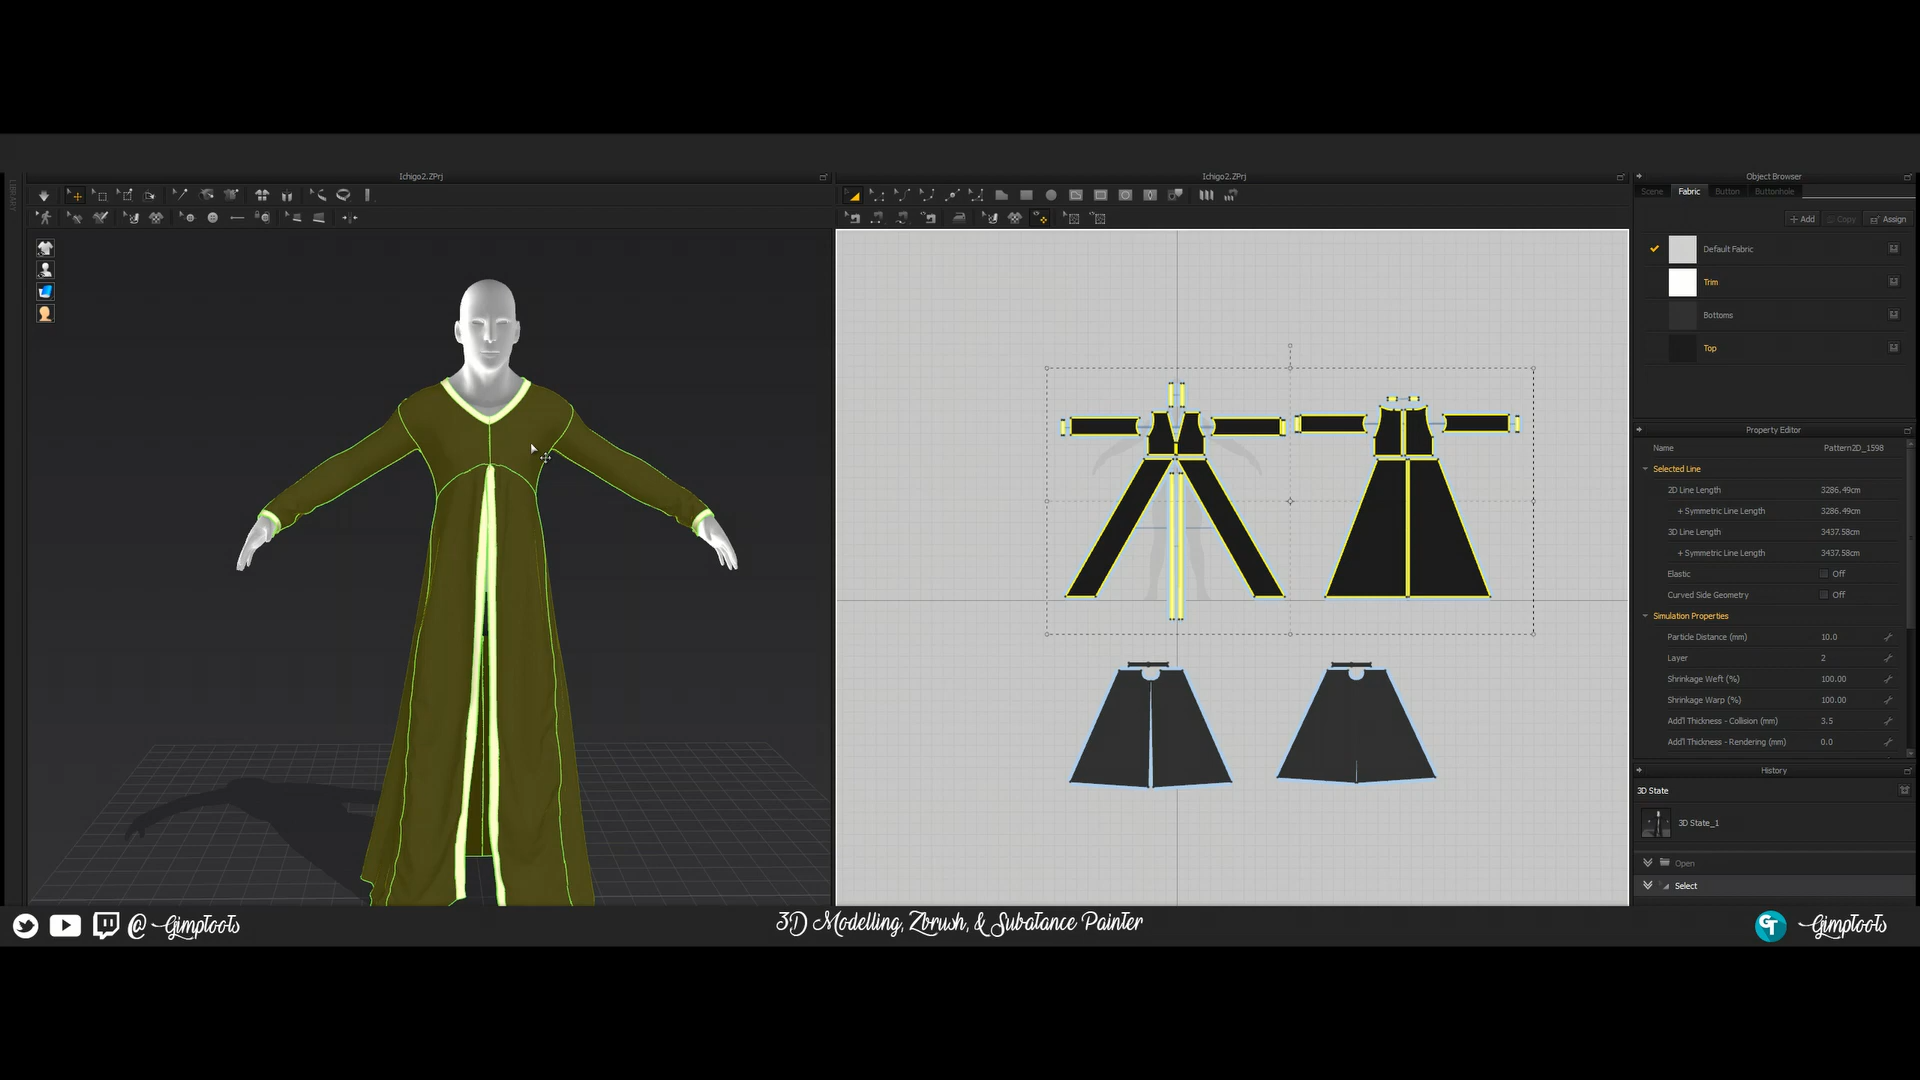 Ichigo2.ZPrj
Ichigo2.ZPrj
Object Browser
LIBRARY
Scene Fabric Button Buttonhole
+ Add Copy Assign
Default Fabric
Trim
Bottoms
Top
Property Editor
Name Pattern2D_1598
Selected Line
2D Line Length 3286.49cm
+ Symmetric Line Length 3286.49cm
3D Line Length 3437.58cm
+ Symmetric Line Length 3437.58cm
Elastic Off
Curved Side Geometry Off
Simulation Properties
Particle Distance (mm) 10.0
Layer 2
Shrinkage Weft (%) 100.00
Shrinkage Warp (%) 100.00
Add'l Thickness - Collision (mm) 3.5
Add'l Thickness - Rendering (mm) 0.0
History
3D State
3D State_1
Open
Select
@ GimpTooTs
3D Modelling, Zbrush, & SubsTance PainTer
GT GimpTooTs